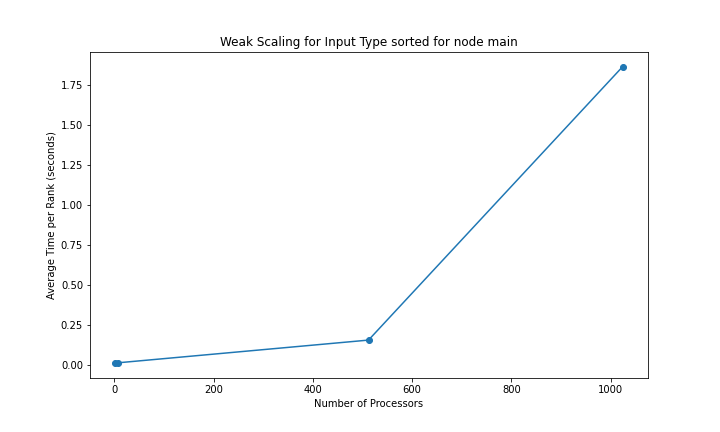 Weak Scaling for Input Type sorted for node main
1.75
1.50
1.25
1.00
0.75
0.50
0.25
0.00
Average Time per Rank (seconds)
0 200 400 600 800 1000
Number of Processors